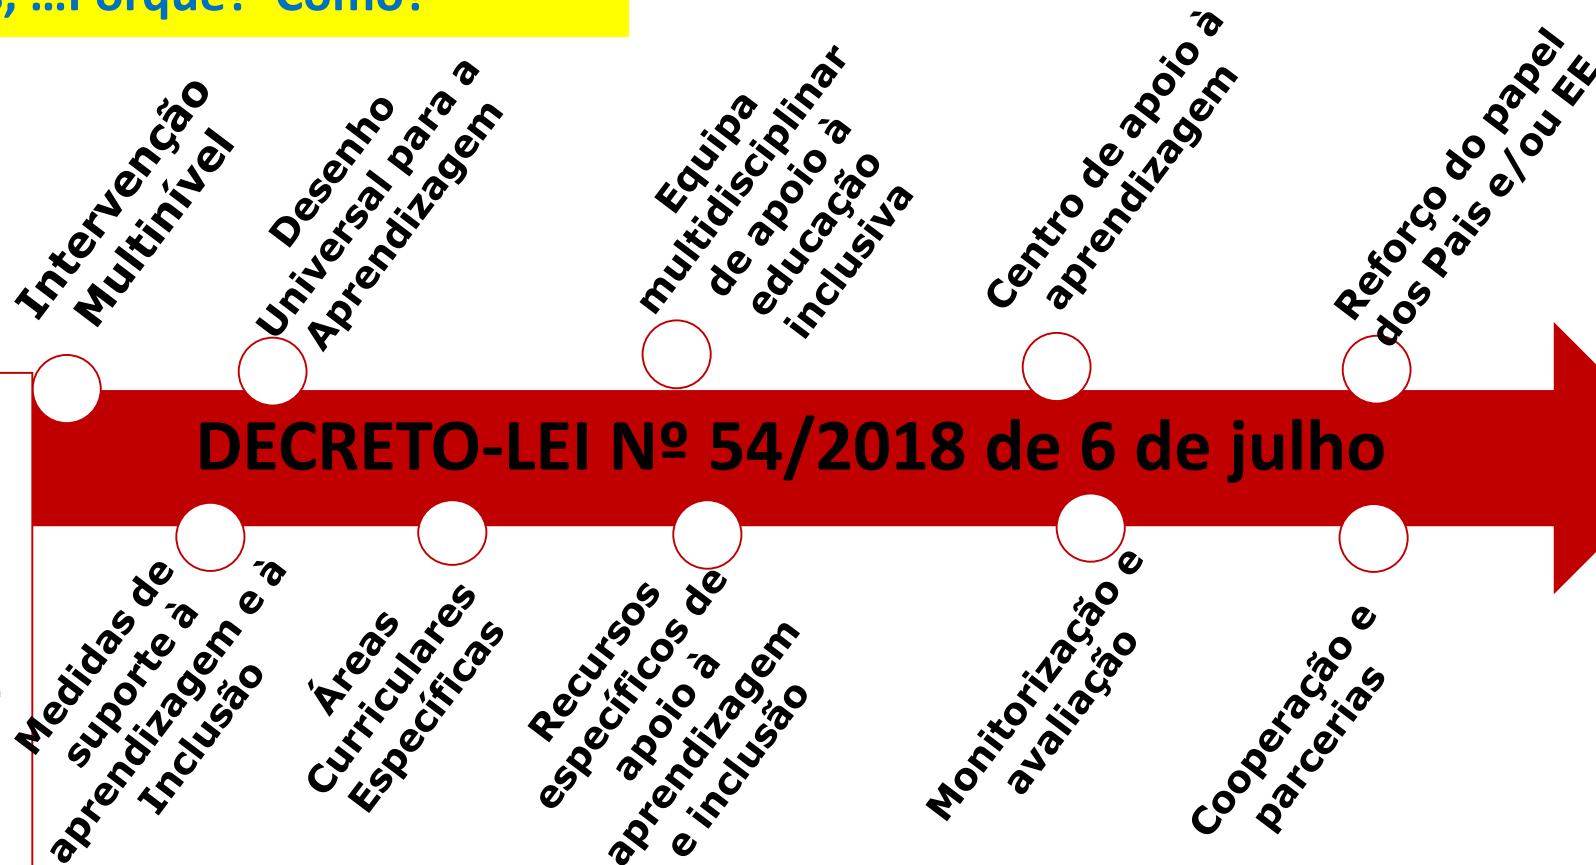 ...Porque? Como?
Intervenção
Multinível
Desenho
Universal para a
Aprendizagem
Equipa
multidisciplinar
de apoio à
educação
inclusiva
Centro de apoio à
aprendizagem
Reforço do papel
dos Pais e/ou EE
DECRETO-LEI Nº 54/2018 de 6 de julho
Medidas de
suporte à
aprendizagem e à
Inclusão
Áreas
Curriculares
Específicas
Recursos
específicos de
apoio à
aprendizagem
e inclusão
Monitorização e
avaliação
Cooperação e
parcerias